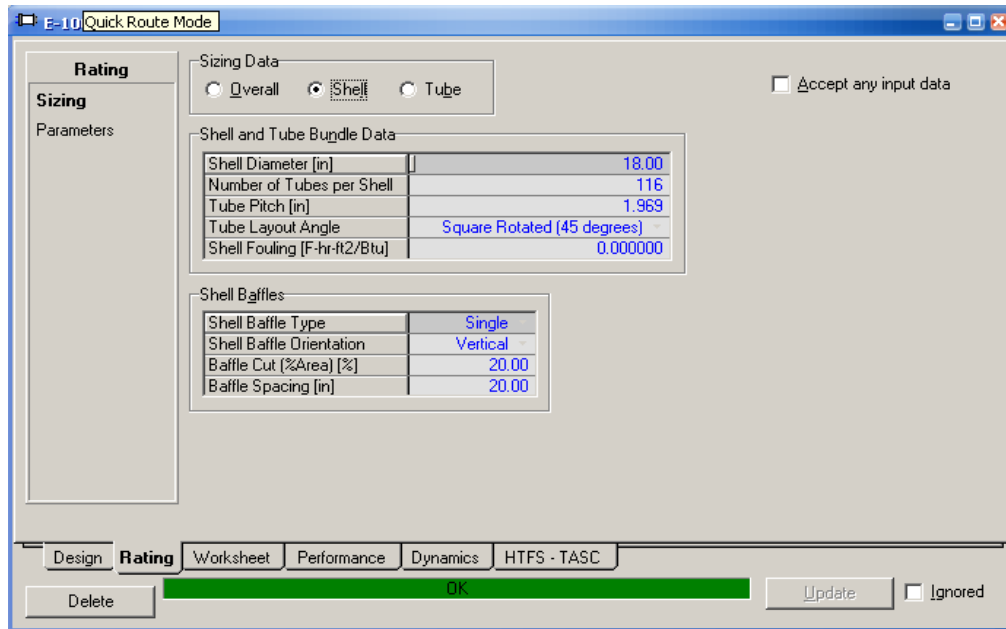 E-10 Quick Route Mode
Rating
Sizing
Parameters
Sizing Data
Overall Shell Tube
Accept any input data
Shell and Tube Bundle Data
Shell Diameter [in] 18.00
Number of Tubes per Shell 116
Tube Pitch [in] 1.969
Tube Layout Angle Square Rotated (45 degrees)
Shell Fouling [F-hr-ft2/Btu] 0.000000
Shell Baffles
Shell Baffle Type Single
Shell Baffle Orientation Vertical
Baffle Cut (%Area) [%] 20.00
Baffle Spacing [in] 20.00
Design Rating Worksheet Performance Dynamics HTFS - TASC
Delete OK Update Ignored